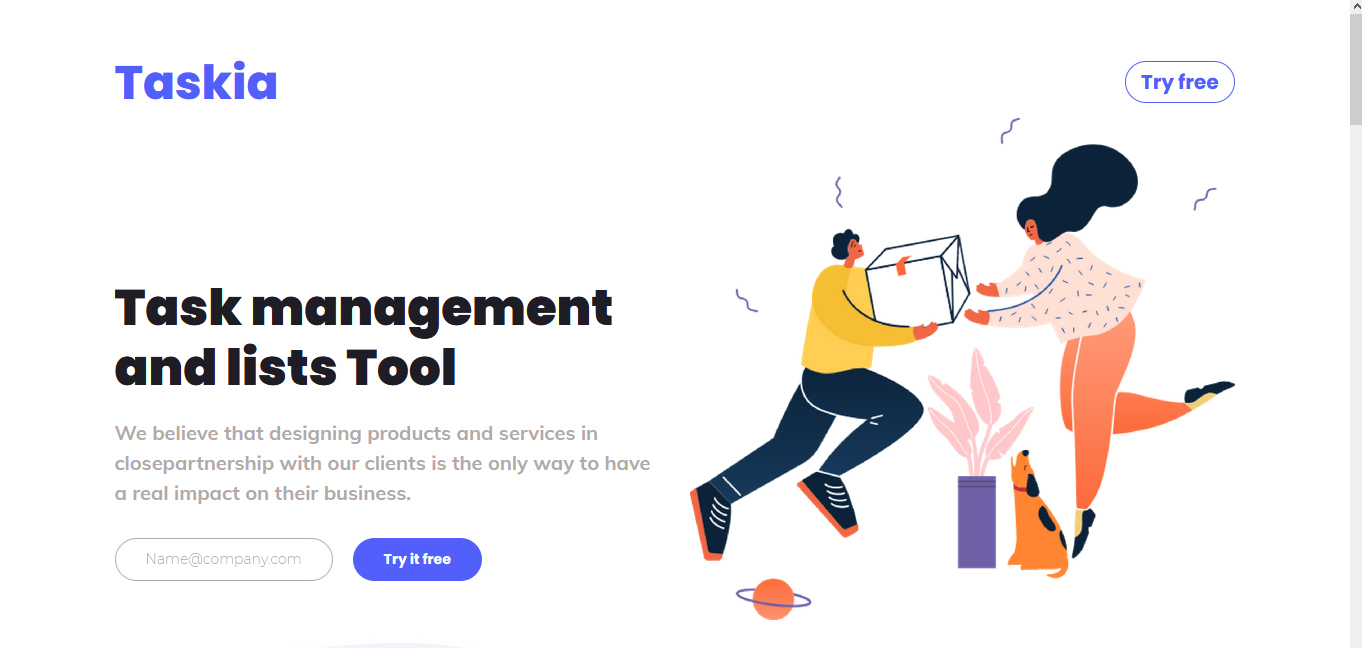 Taskia
Try free
Task management
and lists Tool
We believe that designing products and services in
closepartnership with our clients is the only way to have
a real impact on their business.
Name@company.com
Try it free